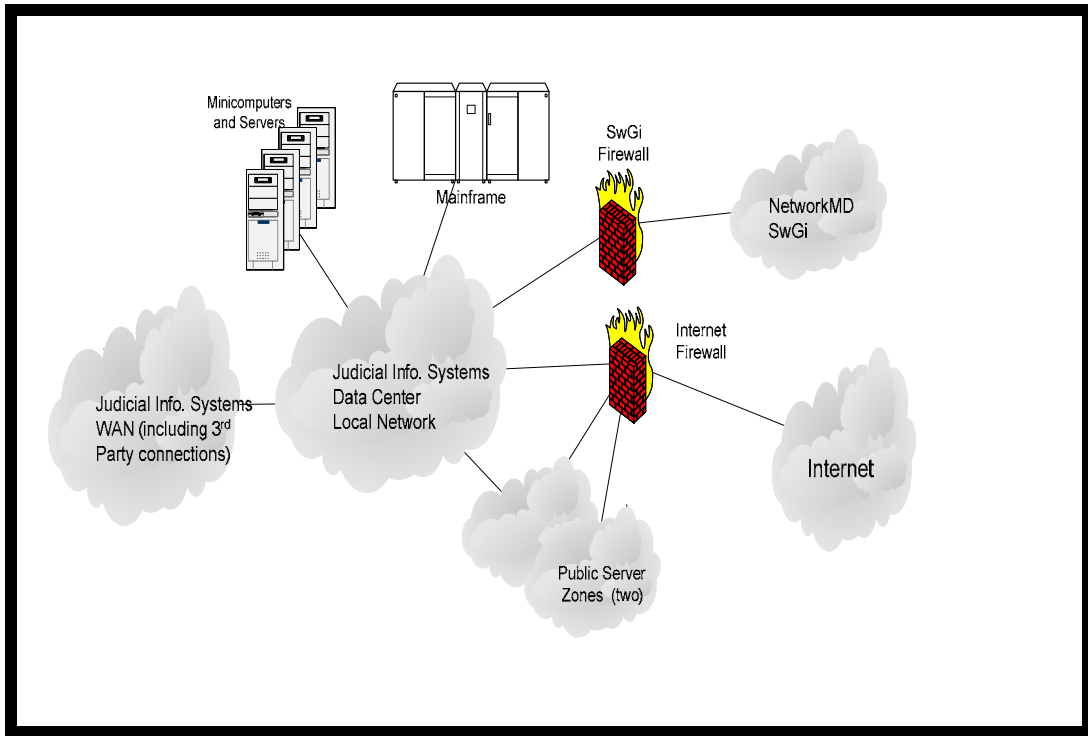 Minicomputers
and Servers
Mainframe
SwGi
Firewall
NetworkMD
SwGi
Internet
Firewall
Judicial Info. Systems
WAN (including 3rd
Party connections)
Judicial Info. Systems
Data Center
Local Network
Internet
Public Server
Zones (two)